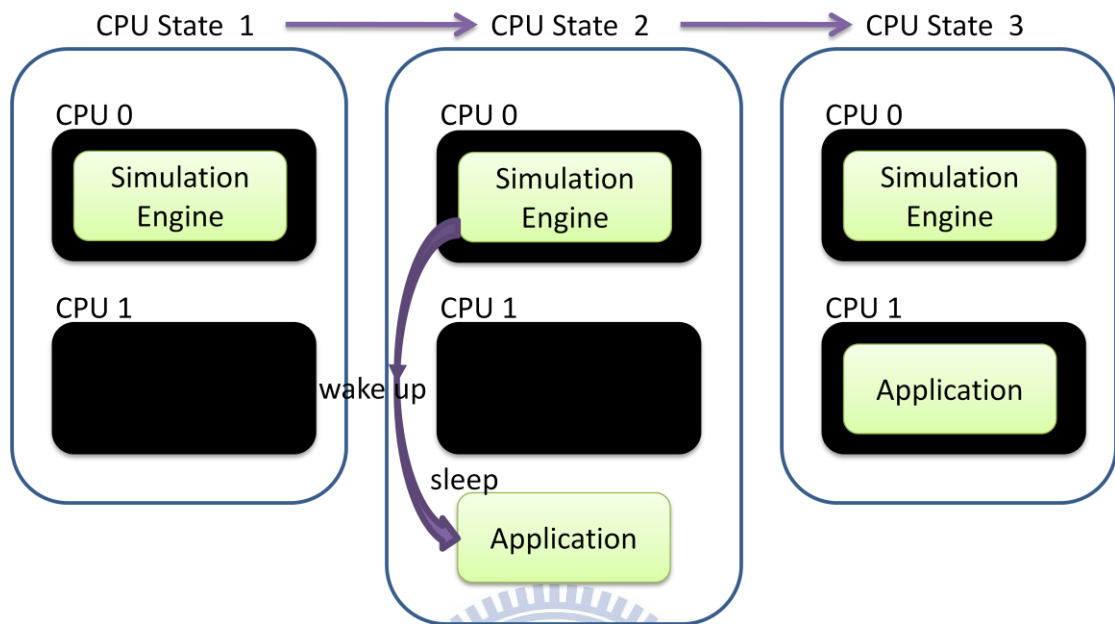 CPU State 1
CPU State 2
CPU State 3
CPU 0
Simulation
Engine
CPU 1
CPU 0
Simulation
Engine
CPU 1
wake up
sleep
Application
CPU 0
Simulation
Engine
CPU 1
Application